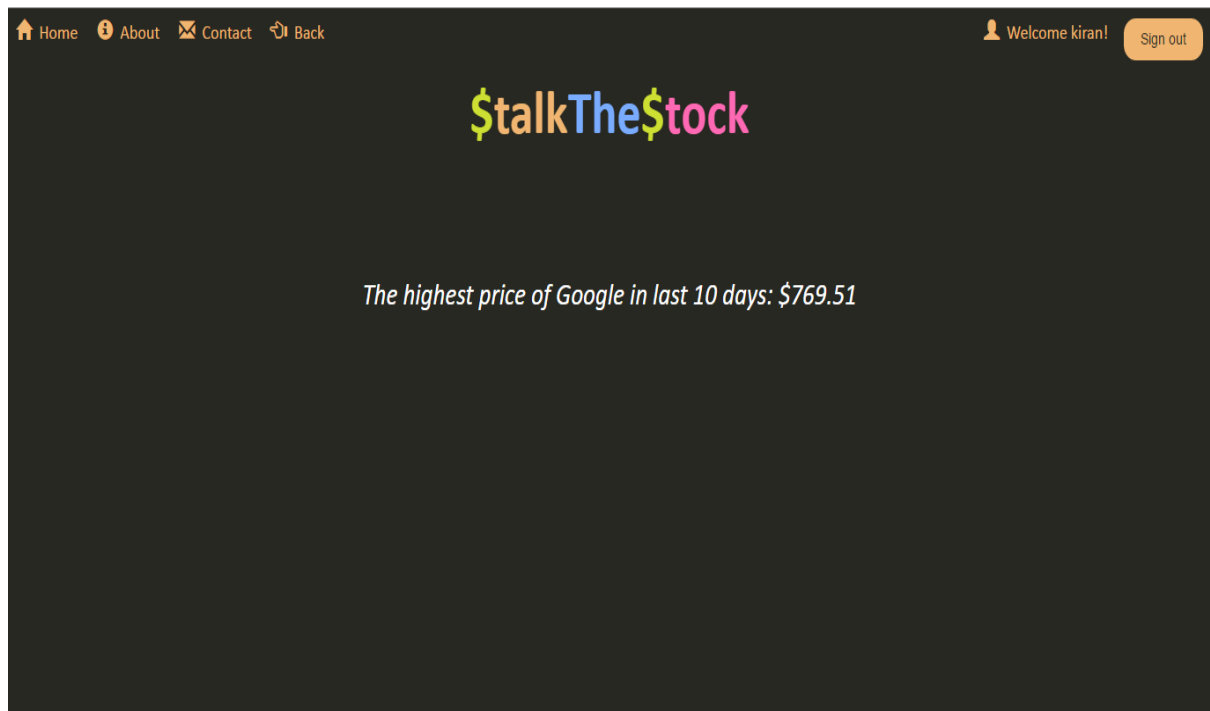 Home About Contact Back Welcome kiran! Sign out
$talkThe$tock
The highest price of Google in last 10 days: $769.51